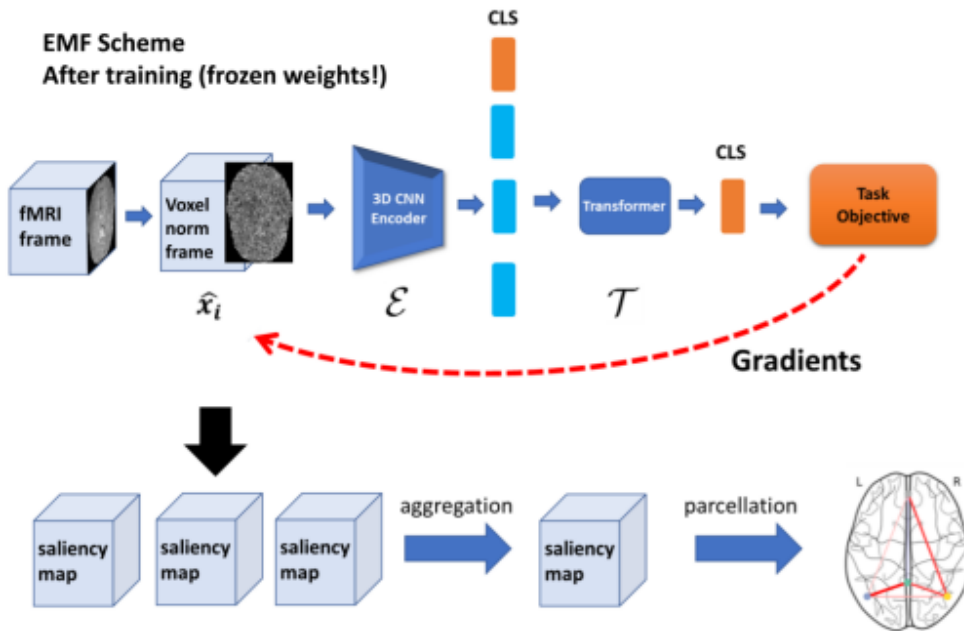 EMF Scheme
After training (frozen weights!)
CLS
fMRI
frame
Voxel
norm
frame
3D CNN
Encoder
Transformer
CLS
Task
Objective
x̂ᵢ
ℰ
𝒯
Gradients
saliency
map
saliency
map
saliency
map
aggregation
saliency
map
parcellation
L
R